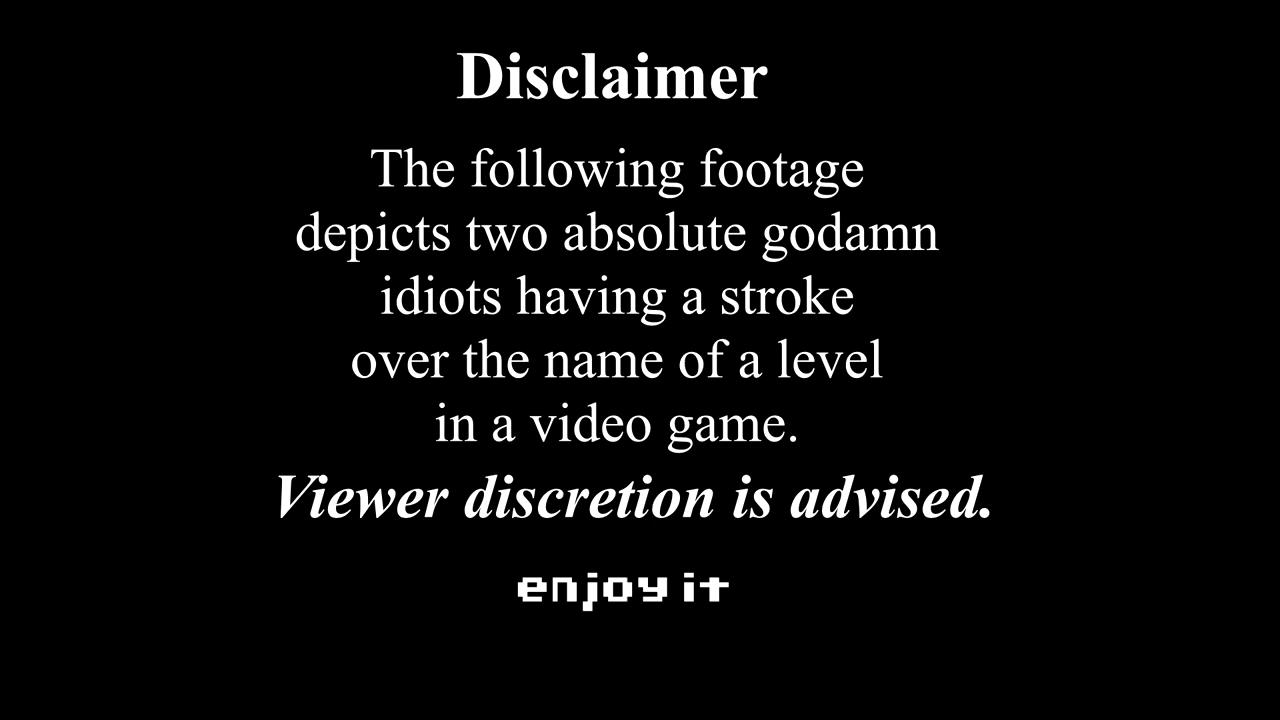 Disclaimer
The following footage
depicts two absolute godamn
idiots having a stroke
over the name of a level
in a video game.
Viewer discretion is advised.
enjoy it